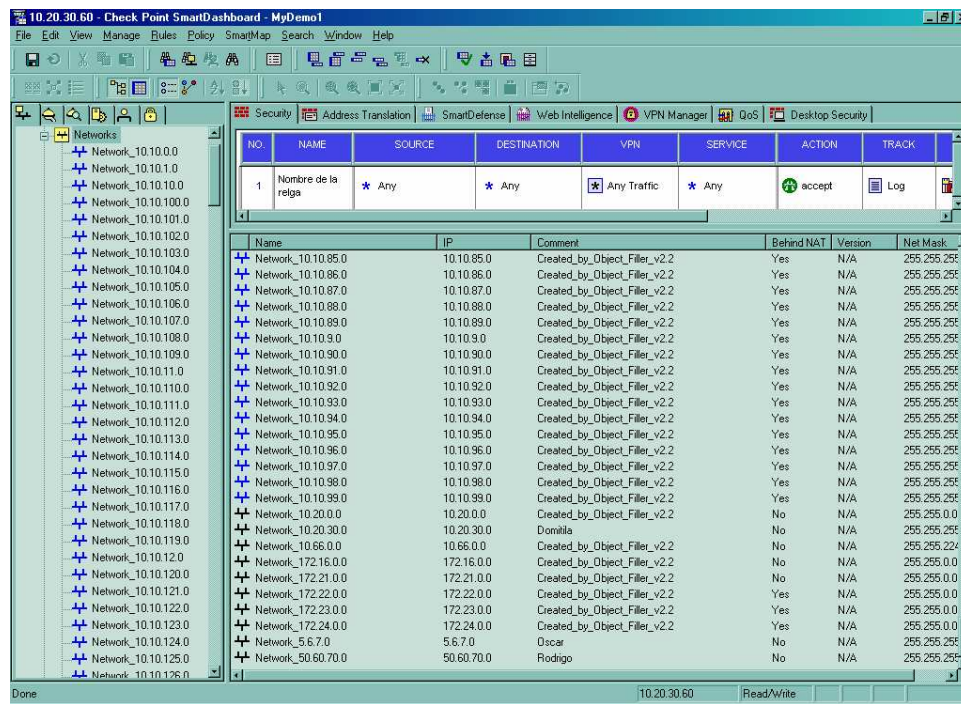 10.20.30.60 - Check Point SmartDashboard - MyDemo1
File Edit View Manage Rules Policy SmartMap Search Window Help
Security Address Translation SmartDefense Web Intelligence VPN Manager QoS Desktop Security
Networks
Network_10.10.0.0
Network_10.10.1.0
Network_10.10.10.0
Network_10.10.100.0
Network_10.10.101.0
Network_10.10.102.0
Network_10.10.103.0
Network_10.10.104.0
Network_10.10.105.0
Network_10.10.106.0
Network_10.10.107.0
Network_10.10.108.0
Network_10.10.109.0
Network_10.10.11.0
Network_10.10.110.0
Network_10.10.111.0
Network_10.10.112.0
Network_10.10.113.0
Network_10.10.114.0
Network_10.10.115.0
Network_10.10.116.0
Network_10.10.117.0
Network_10.10.118.0
Network_10.10.119.0
Network_10.10.12.0
Network_10.10.120.0
Network_10.10.121.0
Network_10.10.122.0
Network_10.10.123.0
Network_10.10.124.0
Network_10.10.125.0
Network_10.10.126.0
NO. NAME SOURCE DESTINATION VPN SERVICE ACTION TRACK
1 Nombre de la relga * Any * Any * Any Traffic * Any accept Log
Name IP Comment Behind NAT Version Net Mask
Network_10.10.85.0 10.10.85.0 Created_by_Object_Filler_v2.2 Yes N/A 255.255.255
Network_10.10.86.0 10.10.86.0 Created_by_Object_Filler_v2.2 Yes N/A 255.255.255
Network_10.10.87.0 10.10.87.0 Created_by_Object_Filler_v2.2 Yes N/A 255.255.255
Network_10.10.88.0 10.10.88.0 Created_by_Object_Filler_v2.2 Yes N/A 255.255.255
Network_10.10.89.0 10.10.89.0 Created_by_Object_Filler_v2.2 Yes N/A 255.255.255
Network_10.10.9.0 10.10.9.0 Created_by_Object_Filler_v2.2 Yes N/A 255.255.255
Network_10.10.90.0 10.10.90.0 Created_by_Object_Filler_v2.2 Yes N/A 255.255.255
Network_10.10.91.0 10.10.91.0 Created_by_Object_Filler_v2.2 Yes N/A 255.255.255
Network_10.10.92.0 10.10.92.0 Created_by_Object_Filler_v2.2 Yes N/A 255.255.255
Network_10.10.93.0 10.10.93.0 Created_by_Object_Filler_v2.2 Yes N/A 255.255.255
Network_10.10.94.0 10.10.94.0 Created_by_Object_Filler_v2.2 Yes N/A 255.255.255
Network_10.10.95.0 10.10.95.0 Created_by_Object_Filler_v2.2 Yes N/A 255.255.255
Network_10.10.96.0 10.10.96.0 Created_by_Object_Filler_v2.2 Yes N/A 255.255.255
Network_10.10.97.0 10.10.97.0 Created_by_Object_Filler_v2.2 Yes N/A 255.255.255
Network_10.10.98.0 10.10.98.0 Created_by_Object_Filler_v2.2 Yes N/A 255.255.255
Network_10.10.99.0 10.10.99.0 Created_by_Object_Filler_v2.2 Yes N/A 255.255.255
Network_10.20.0.0 10.20.0.0 Created_by_Object_Filler_v2.2 No N/A 255.255.0.0
Network_10.20.30.0 10.20.30.0 Domitila No N/A 255.255.255
Network_10.66.0.0 10.66.0.0 Created_by_Object_Filler_v2.2 No N/A 255.255.224
Network_172.16.0.0 172.16.0.0 Created_by_Object_Filler_v2.2 No N/A 255.255.0.0
Network_172.21.0.0 172.21.0.0 Created_by_Object_Filler_v2.2 No N/A 255.255.0.0
Network_172.22.0.0 172.22.0.0 Created_by_Object_Filler_v2.2 Yes N/A 255.255.0.0
Network_172.23.0.0 172.23.0.0 Created_by_Object_Filler_v2.2 Yes N/A 255.255.0.0
Network_172.24.0.0 172.24.0.0 Created_by_Object_Filler_v2.2 Yes N/A 255.255.0.0
Network_5.6.7.0 5.6.7.0 Oscar No N/A 255.255.255
Network_50.60.70.0 50.60.70.0 Rodrigo No N/A 255.255.255
Done 10.20.30.60 Read/Write